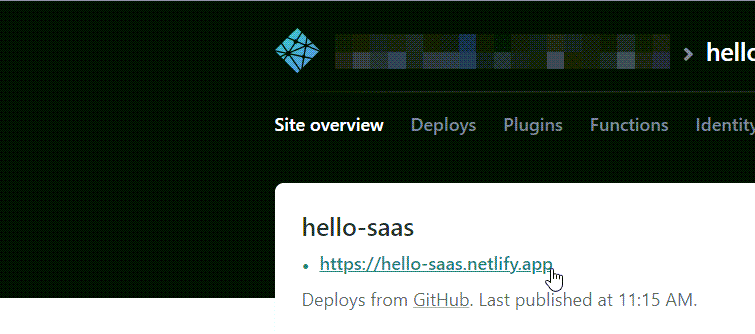 > hello
Site overview Deploys Plugins Functions Identity
hello-saas
• https://hello-saas.netlify.app
Deploys from GitHub. Last published at 11:15 AM.